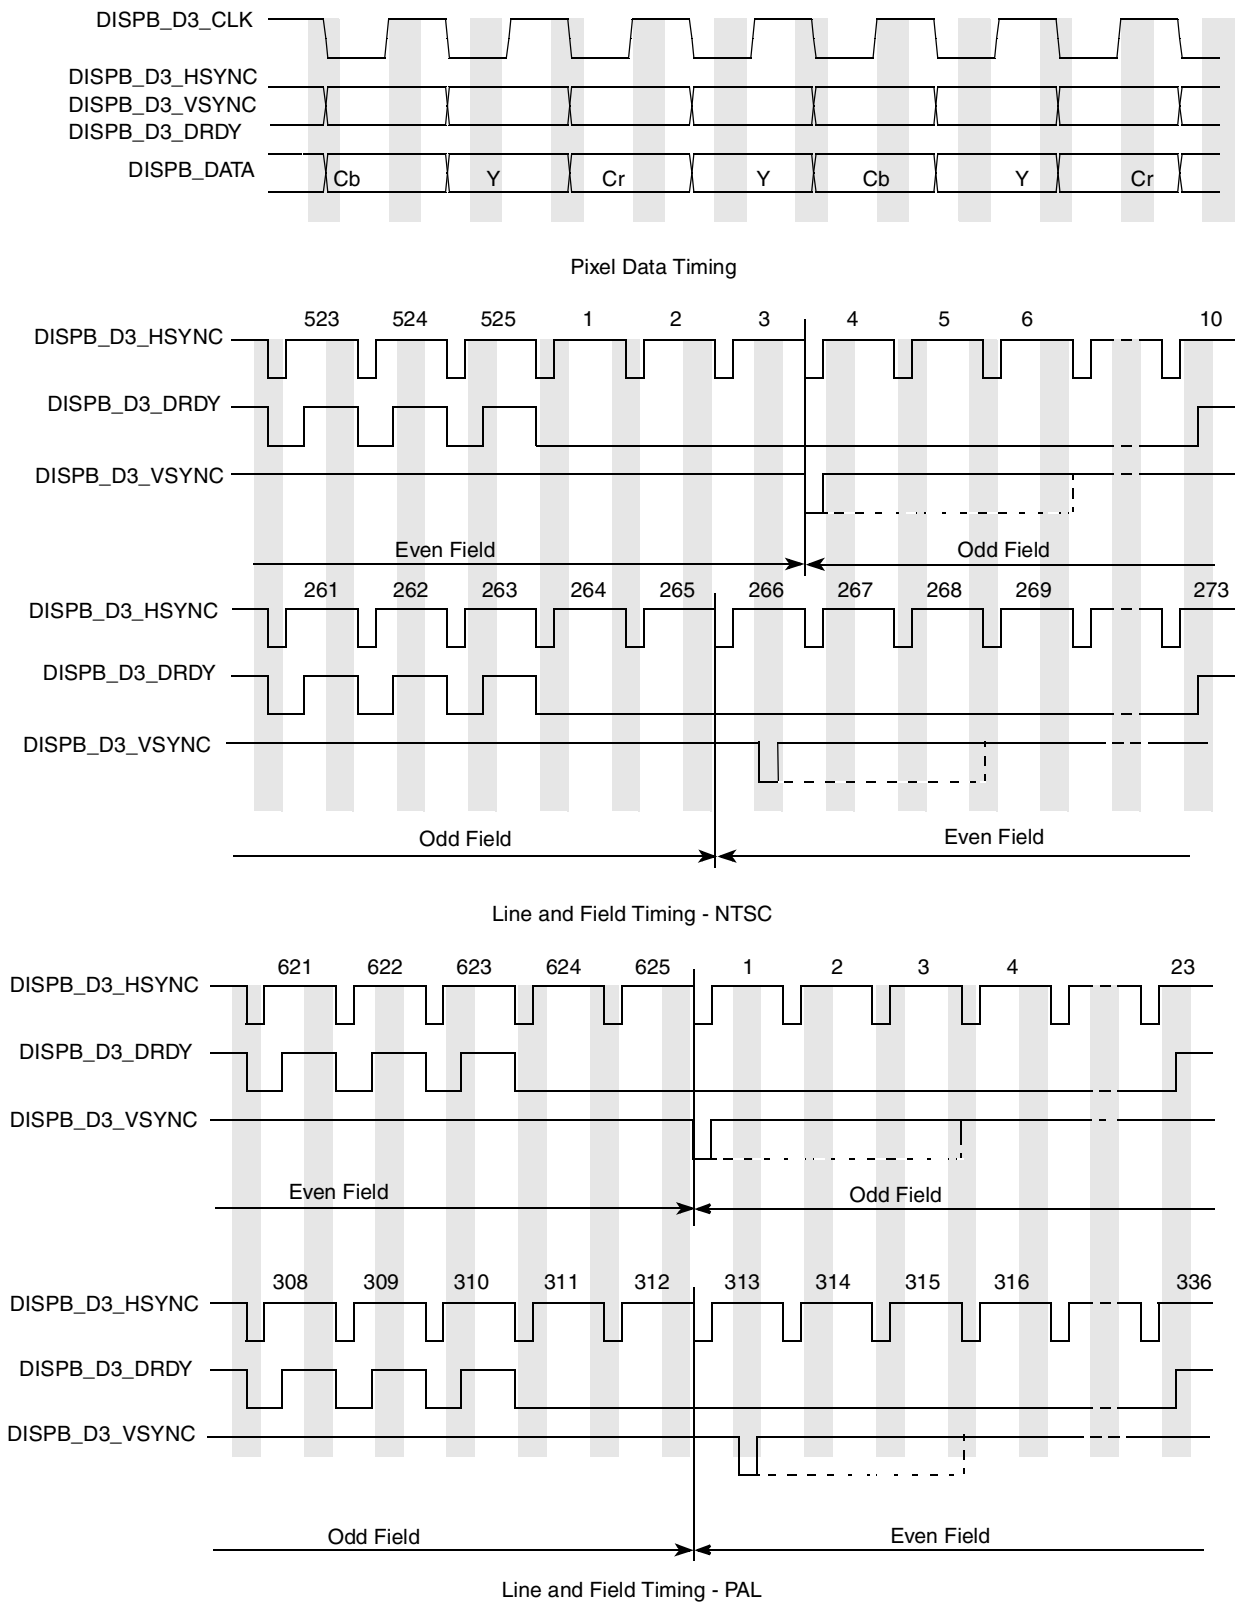 DISPB_D3_CLK
DISPB_D3_HSYNC
DISPB_D3_VSYNC
DISPB_D3_DRDY
DISPB_DATA Cb Y Cr Y Cb Y Cr
Pixel Data Timing
523 524 525 1 2 3 4 5 6 10
DISPB_D3_HSYNC
DISPB_D3_DRDY
DISPB_D3_VSYNC
Even Field Odd Field
261 262 263 264 265 266 267 268 269 273
DISPB_D3_HSYNC
DISPB_D3_DRDY
DISPB_D3_VSYNC
Odd Field Even Field
Line and Field Timing - NTSC
621 622 623 624 625 1 2 3 4 23
DISPB_D3_HSYNC
DISPB_D3_DRDY
DISPB_D3_VSYNC
Even Field Odd Field
308 309 310 311 312 313 314 315 316 336
DISPB_D3_HSYNC
DISPB_D3_DRDY
DISPB_D3_VSYNC
Odd Field Even Field
Line and Field Timing - PAL